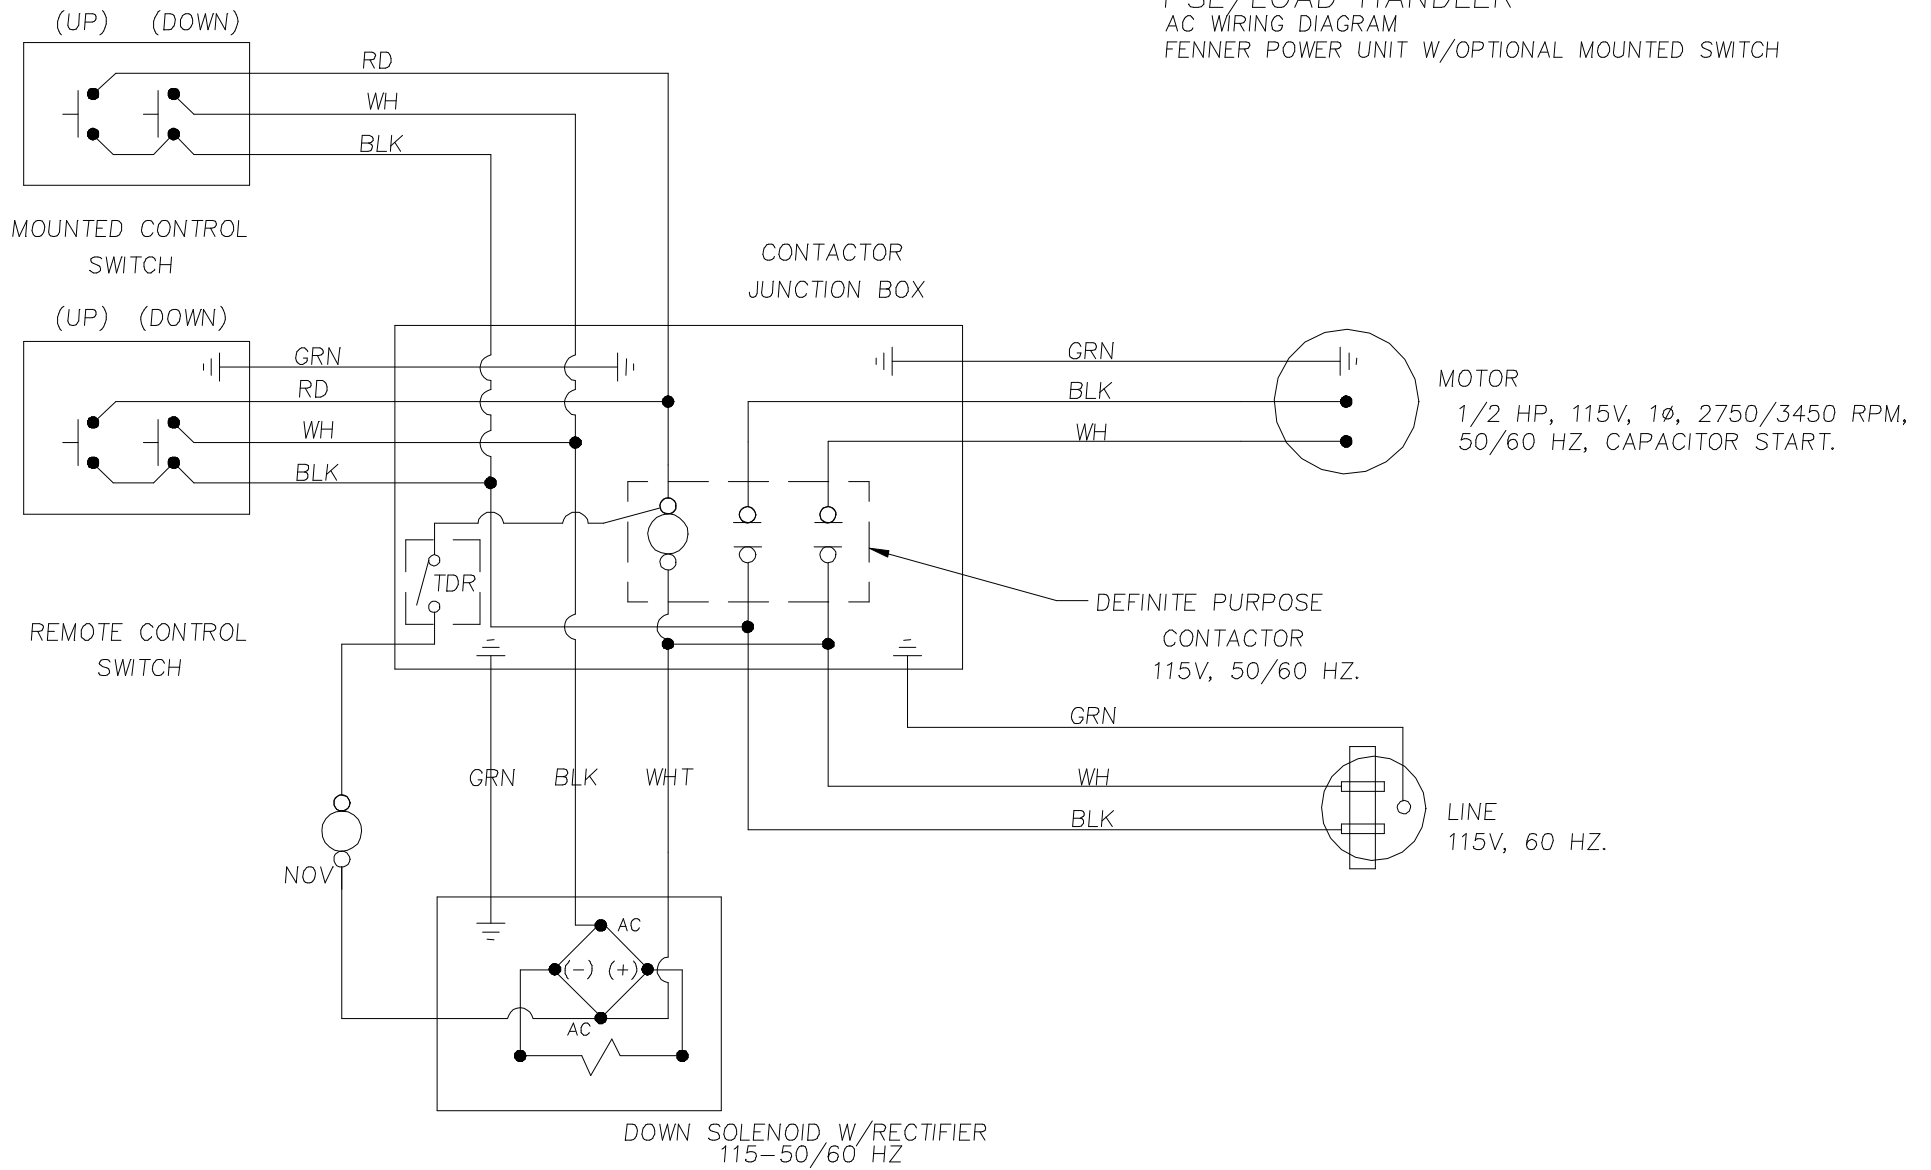 AC WIRING DIAGRAM
FENNER POWER UNIT W/OPTIONAL MOUNTED SWITCH
(UP) (DOWN)
RD
WH
BLK
MOUNTED CONTROL
SWITCH
CONTACTOR
JUNCTION BOX
(UP) (DOWN)
GRN
RD
WH
BLK
GRN
BLK
WH
MOTOR
1/2 HP, 115V, 1ø, 2750/3450 RPM,
50/60 HZ, CAPACITOR START.
TDR
REMOTE CONTROL
SWITCH
DEFINITE PURPOSE
CONTACTOR
115V, 50/60 HZ.
GRN
WH
BLK
LINE
115V, 60 HZ.
GRN BLK WHT
NOV
AC
(-) (+)
AC
DOWN SOLENOID W/RECTIFIER
115-50/60 HZ